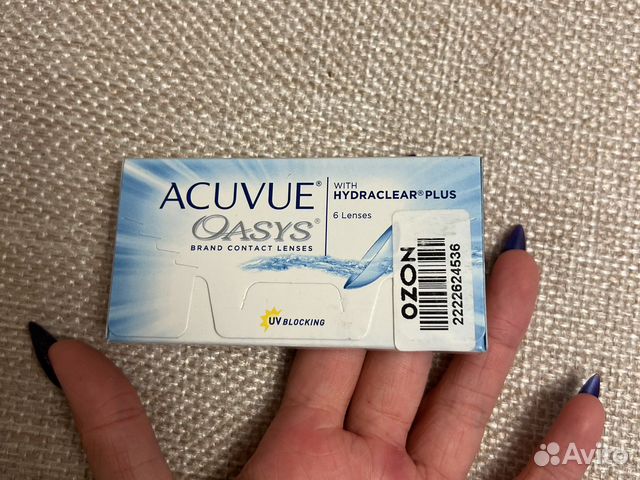 ACUVUE®
OASYS®
BRAND CONTACT LENSES
WITH
HYDRACLEAR® PLUS
6 Lenses
UV BLOCKING
OZON
2222624536
Avito